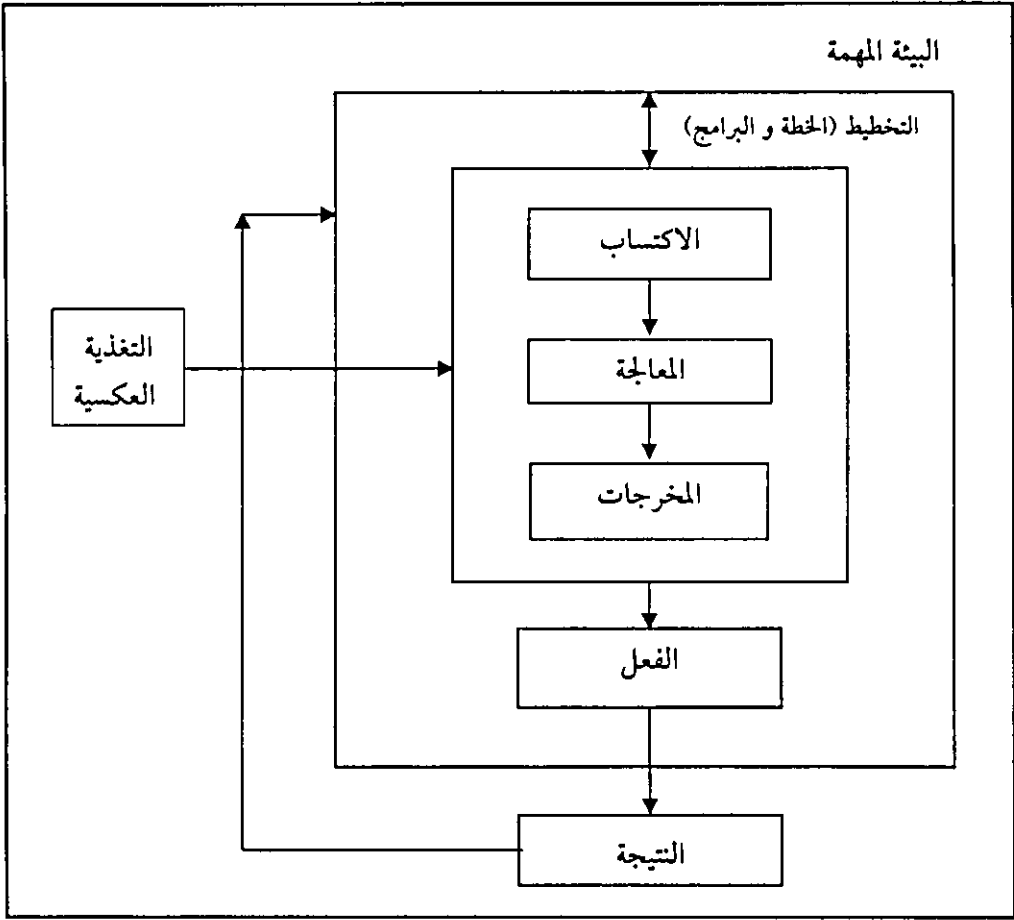 البيئة المهمة
التخطيط (الخطة و البرامج)
الاكتساب
المعالجة
المخرجات
التغذية
العكسية
الفعل
النتيجة